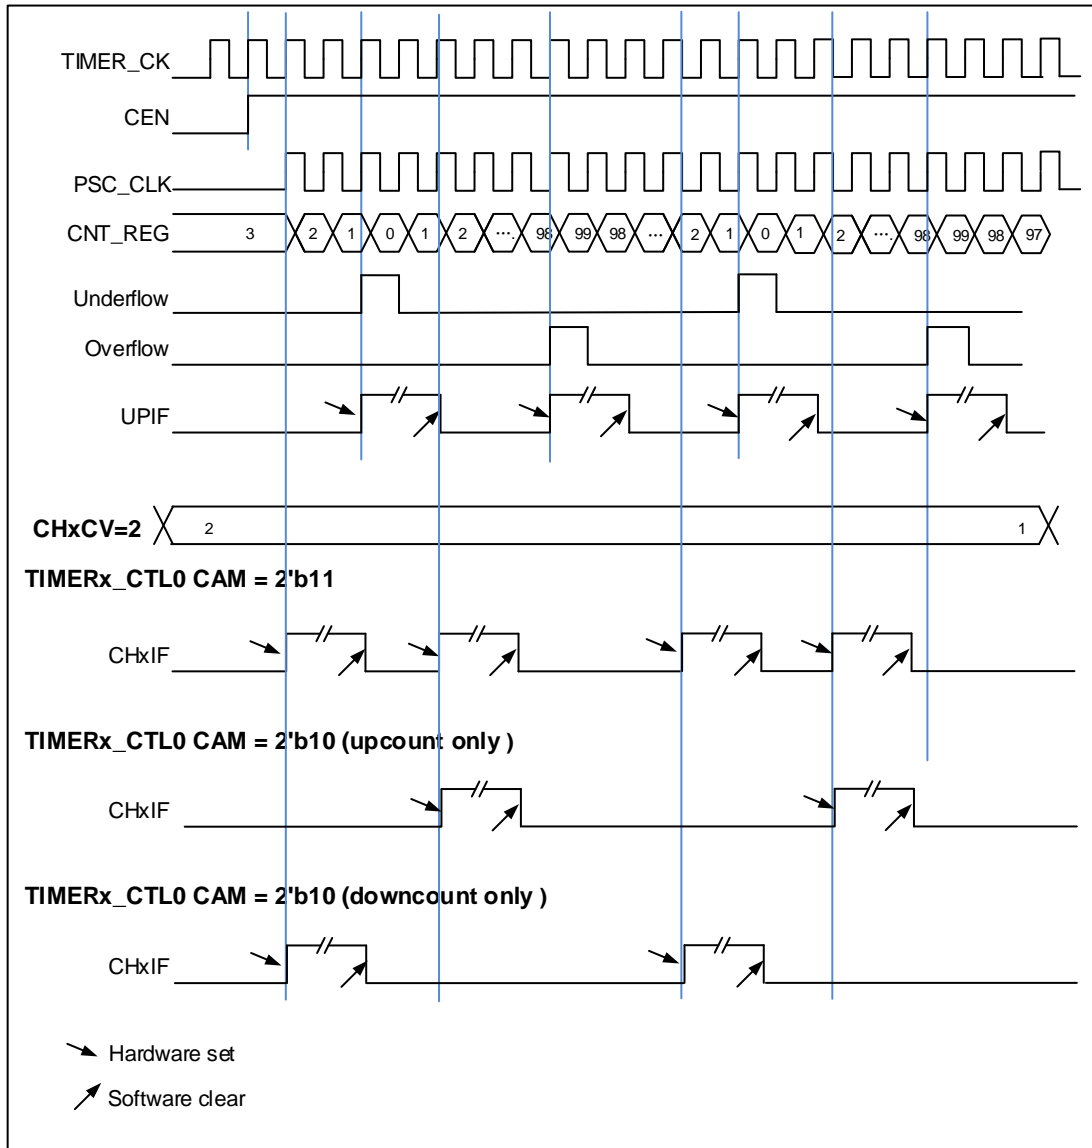 TIMER_CK
CEN
PSC_CLK
CNT_REG 3 2 1 0 1 2 .... 98 99 98 ... 2 1 0 1 2 .... 98 99 98 97
Underflow
Overflow
UPIF
CHxCV=2 2 1
TIMERx_CTL0 CAM = 2'b11
CHxIF
TIMERx_CTL0 CAM = 2'b10 (upcount only )
CHxIF
TIMERx_CTL0 CAM = 2'b10 (downcount only )
CHxIF
Hardware set
Software clear